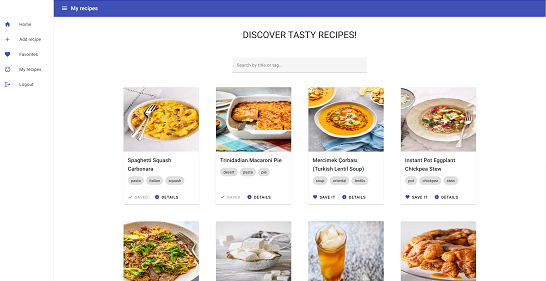 My recipes
Home
Add recipe
Favorites
My recipes
Logout
DISCOVER TASTY RECIPES!
Search by title or tag...
Spaghetti Squash
Carbonara
pasta
italian
squash
SAVED
DETAILS
Trinidadian Macaroni Pie
desert
pasta
pie
SAVED
DETAILS
Mercimek Çorbası
(Turkish Lentil Soup)
soup
oriental
lentils
SAVE IT
DETAILS
Instant Pot Eggplant
Chickpea Stew
pot
chickpea
stew
SAVE IT
DETAILS